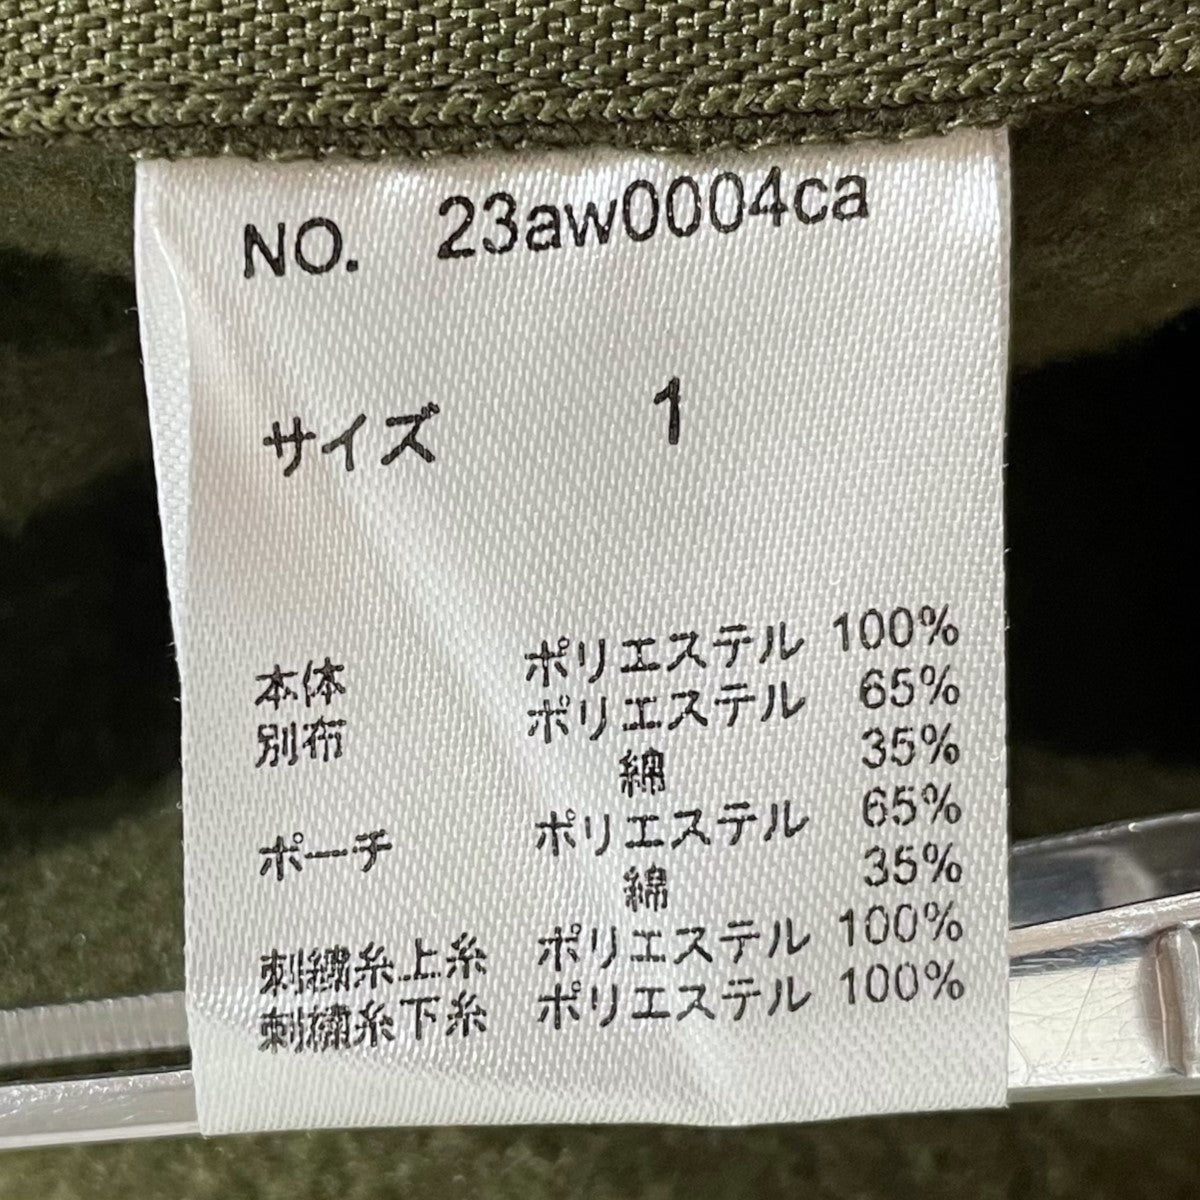 NO. 23aw0004ca
サイズ 1
本体 ポリエステル 100%
別布 ポリエステル 65%
綿 35%
ポーチ ポリエステル 65%
綿 35%
刺繍糸上糸 ポリエステル 100%
刺繍糸下糸 ポリエステル 100%